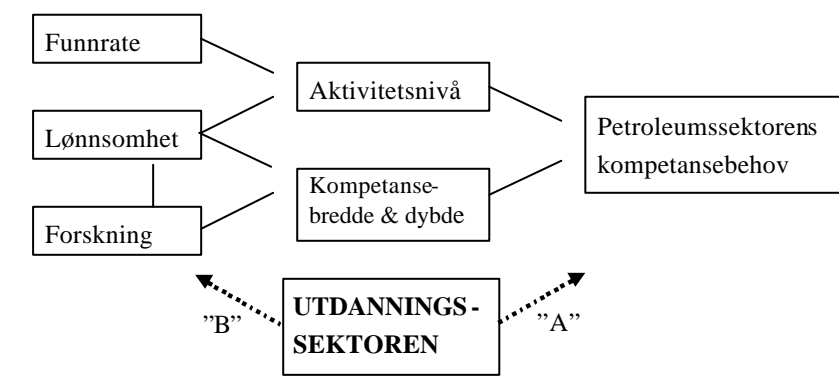 Funnrate
Aktivitetsnivå
Lønnsomhet
Petroleumssektorens
kompetansebehov
Kompetanse-
bredde & dybde
Forskning
UTDANNINGS -
SEKTOREN
”B”
”A”